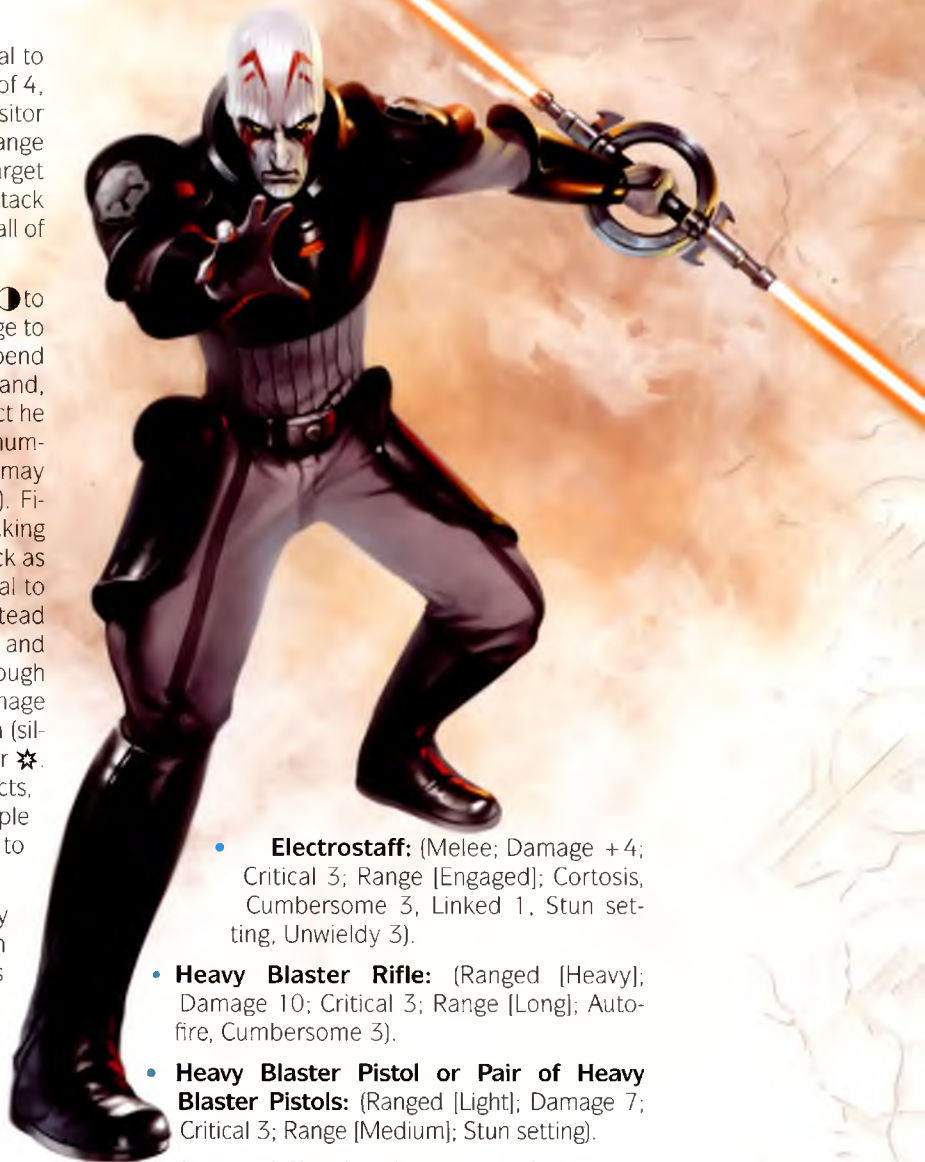 al to
of 4,
sitor
ange
arget
tack
all of
to
ge to
pend
and,
ct he
num-
may
). Fi-
king
ck as
al to
tead
and
ough
nage
(sil-
r
cts,
ple
to
y
n
s
• Electrostaff: (Melee; Damage +4;
Critical 3; Range [Engaged]; Cortosis,
Cumbersome 3, Linked 1, Stun set-
ting, Unwieldy 3).
• Heavy Blaster Rifle: (Ranged [Heavy];
Damage 10; Critical 3; Range [Long]; Auto-
fire, Cumbersome 3).
• Heavy Blaster Pistol or Pair of Heavy
Blaster Pistols: (Ranged [Light]; Damage 7;
Critical 3; Range [Medium]; Stun setting).